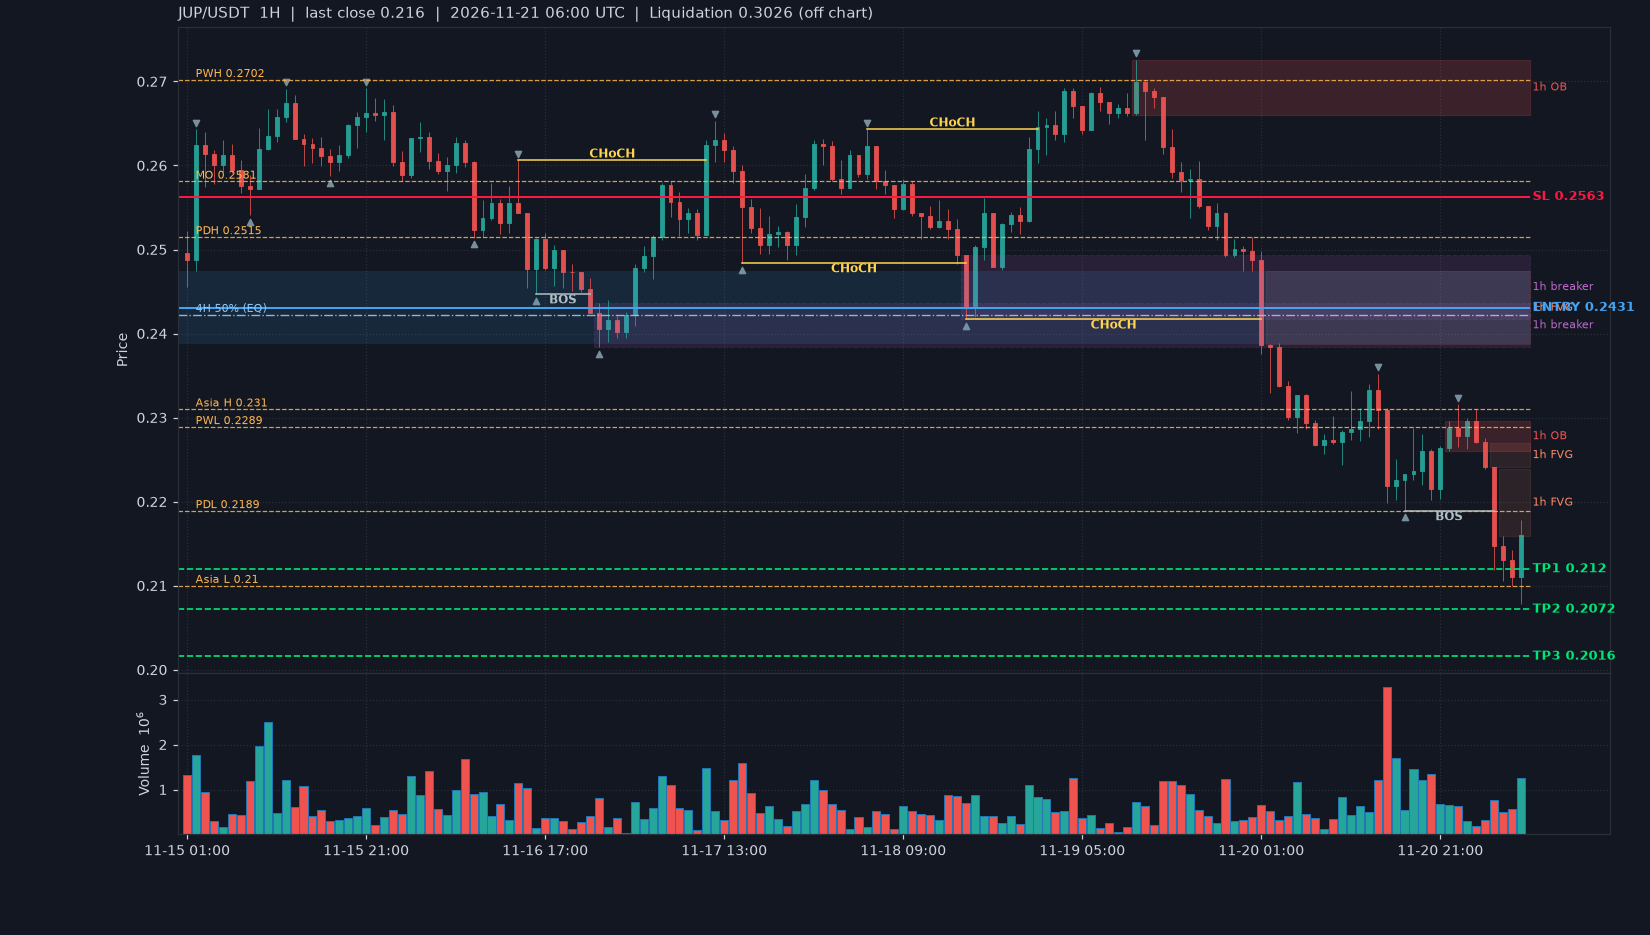 JUP/USDT  1H  |  last close 0.216  |  2026-11-21 06:00 UTC  |  Liquidation 0.3026 (off chart)
0.27
0.26
0.25
0.24
0.23
0.22
0.21
0.20
Price
PWH 0.2702
MO 0.2581
PDH 0.2515
4H 50% (EQ)
Asia H 0.231
PWL 0.2289
PDL 0.2189
Asia L 0.21
CHoCH
CHoCH
CHoCH
CHoCH
BOS
BOS
1h OB
SL 0.2563
1h breaker
ENTRY 0.2431
1h breaker
1h OB
1h FVG
1h FVG
TP1 0.212
TP2 0.2072
TP3 0.2016
3
2
1
Volume  10⁶
11-15 01:00
11-15 21:00
11-16 17:00
11-17 13:00
11-18 09:00
11-19 05:00
11-20 01:00
11-20 21:00